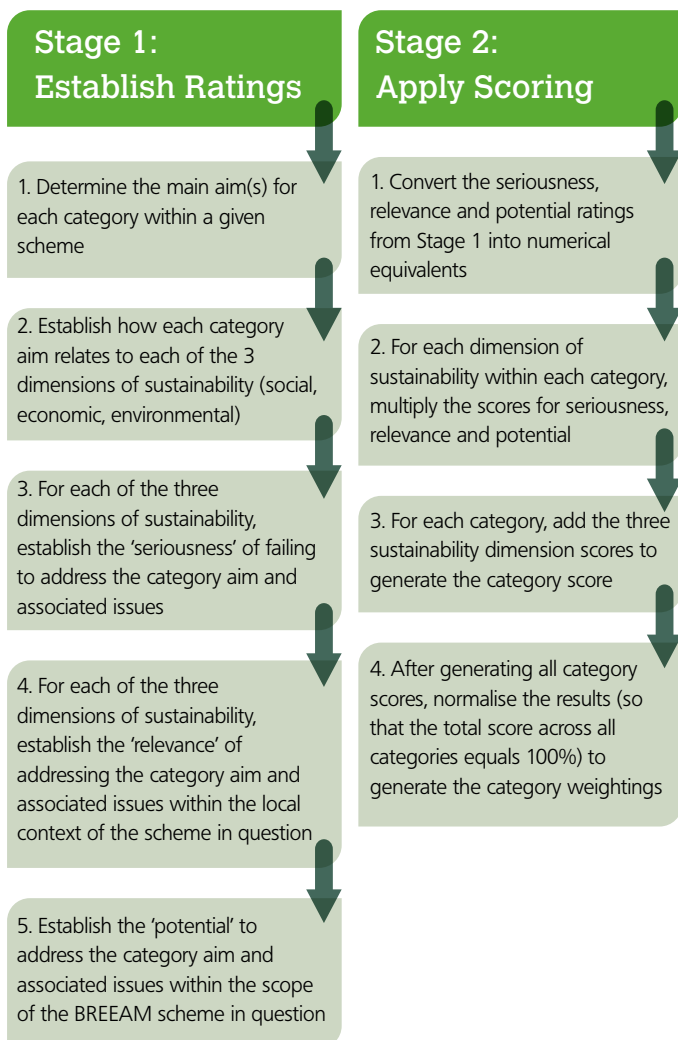 Stage 1:
Establish Ratings
1. Determine the main aim(s) for
each category within a given
scheme
2. Establish how each category
aim relates to each of the 3
dimensions of sustainability (social,
economic, environmental)
3. For each of the three
dimensions of sustainability,
establish the ‘seriousness’ of failing
to address the category aim and
associated issues
4. For each of the three
dimensions of sustainability,
establish the ‘relevance’ of
addressing the category aim and
associated issues within the local
context of the scheme in question
5. Establish the ‘potential’ to
address the category aim and
associated issues within the scope
of the BREEAM scheme in question
Stage 2:
Apply Scoring
1. Convert the seriousness,
relevance and potential ratings
from Stage 1 into numerical
equivalents
2. For each dimension of
sustainability within each category,
multiply the scores for seriousness,
relevance and potential
3. For each category, add the three
sustainability dimension scores to
generate the category score
4. After generating all category
scores, normalise the results (so
that the total score across all
categories equals 100%) to
generate the category weightings